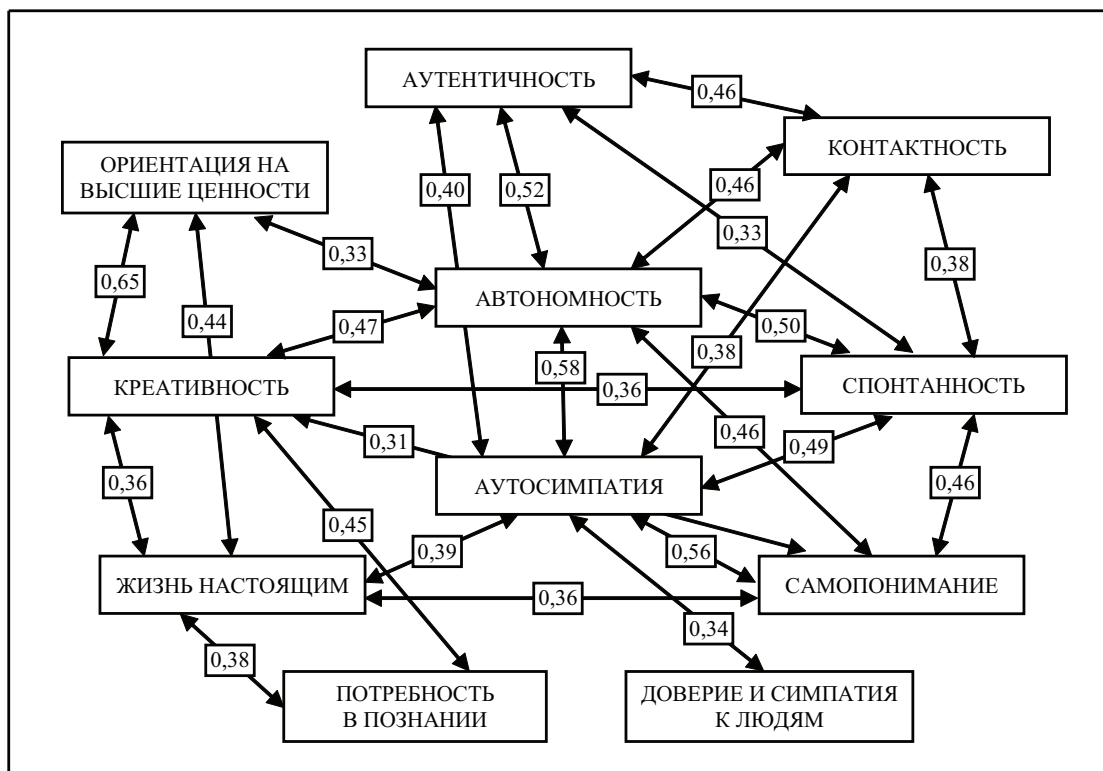 АУТЕНТИЧНОСТЬ
0,46
КОНТАКТНОСТЬ
ОРИЕНТАЦИЯ НА
ВЫСШИЕ ЦЕННОСТИ
0,40
0,52
0,46
0,33
0,33
0,65
0,38
АВТОНОМНОСТЬ
0,44
0,47
0,50
0,38
0,58
КРЕАТИВНОСТЬ
0,36
СПОНТАННОСТЬ
0,31
0,46
0,49
0,36
АУТОСИМПАТИЯ
0,46
0,45
0,39
0,56
ЖИЗНЬ НАСТОЯЩИМ
0,36
САМОПОНИМАНИЕ
0,34
0,38
ПОТРЕБНОСТЬ
В ПОЗНАНИИ
ДОВЕРИЕ И СИМПАТИЯ
К ЛЮДЯМ